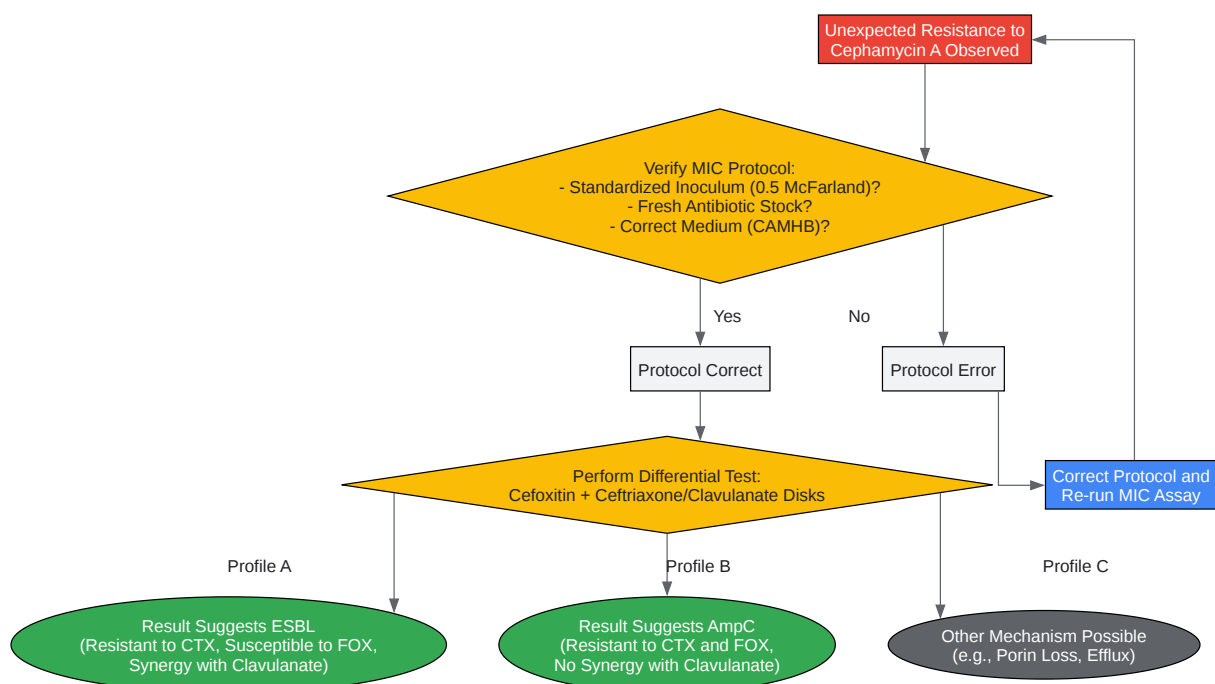 Unexpected Resistance to
Cephamycin A Observed
Verify MIC Protocol:
- Standardized Inoculum (0.5 McFarland)?
- Fresh Antibiotic Stock?
- Correct Medium (CAMHB)?
Yes
No
Protocol Correct
Protocol Error
Perform Differential Test:
Cefoxitin + Ceftriaxone/Clavulanate Disks
Correct Protocol and
Re-run MIC Assay
Profile A
Profile B
Profile C
Result Suggests ESBL
(Resistant to CTX, Susceptible to FOX,
Synergy with Clavulanate)
Result Suggests AmpC
(Resistant to CTX and FOX,
No Synergy with Clavulanate)
Other Mechanism Possible
(e.g., Porin Loss, Efflux)